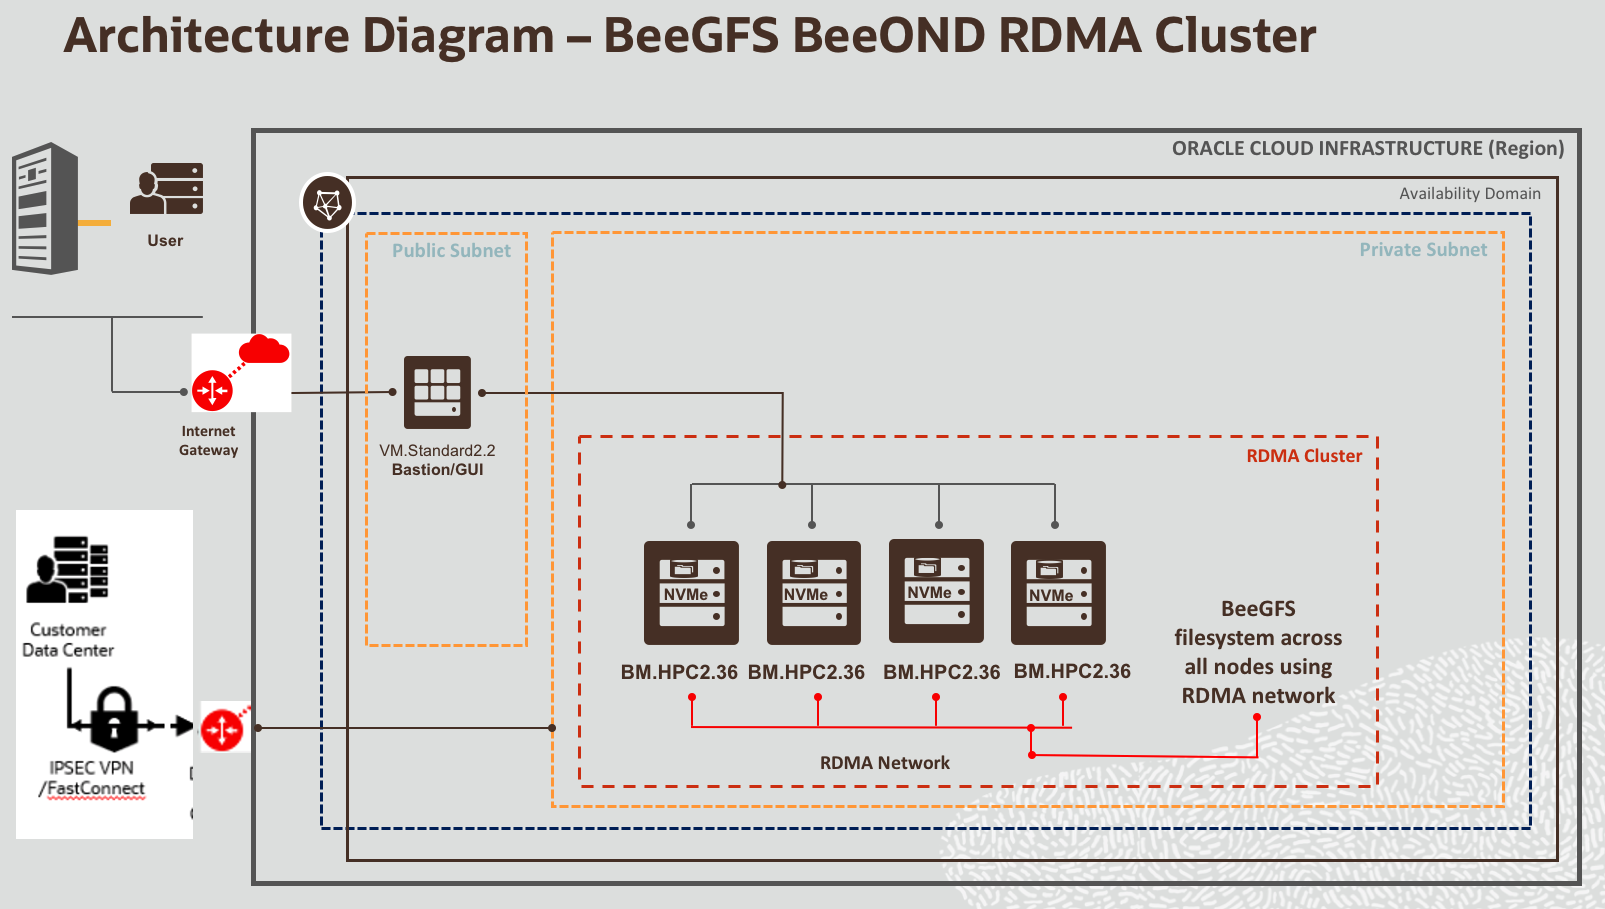 Architecture Diagram – BeeGFS BeeOND RDMA Cluster
ORACLE CLOUD INFRASTRUCTURE (Region)
Availability Domain
User
Public Subnet
Private Subnet
Internet
Gateway
VM.Standard2.2
Bastion/GUI
RDMA Cluster
NVMe
NVMe
NVMe
NVMe
BM.HPC2.36
BM.HPC2.36
BM.HPC2.36
BM.HPC2.36
BeeGFS
filesystem across
all nodes using
RDMA network
RDMA Network
Customer
Data Center
IPSEC VPN
/FastConnect